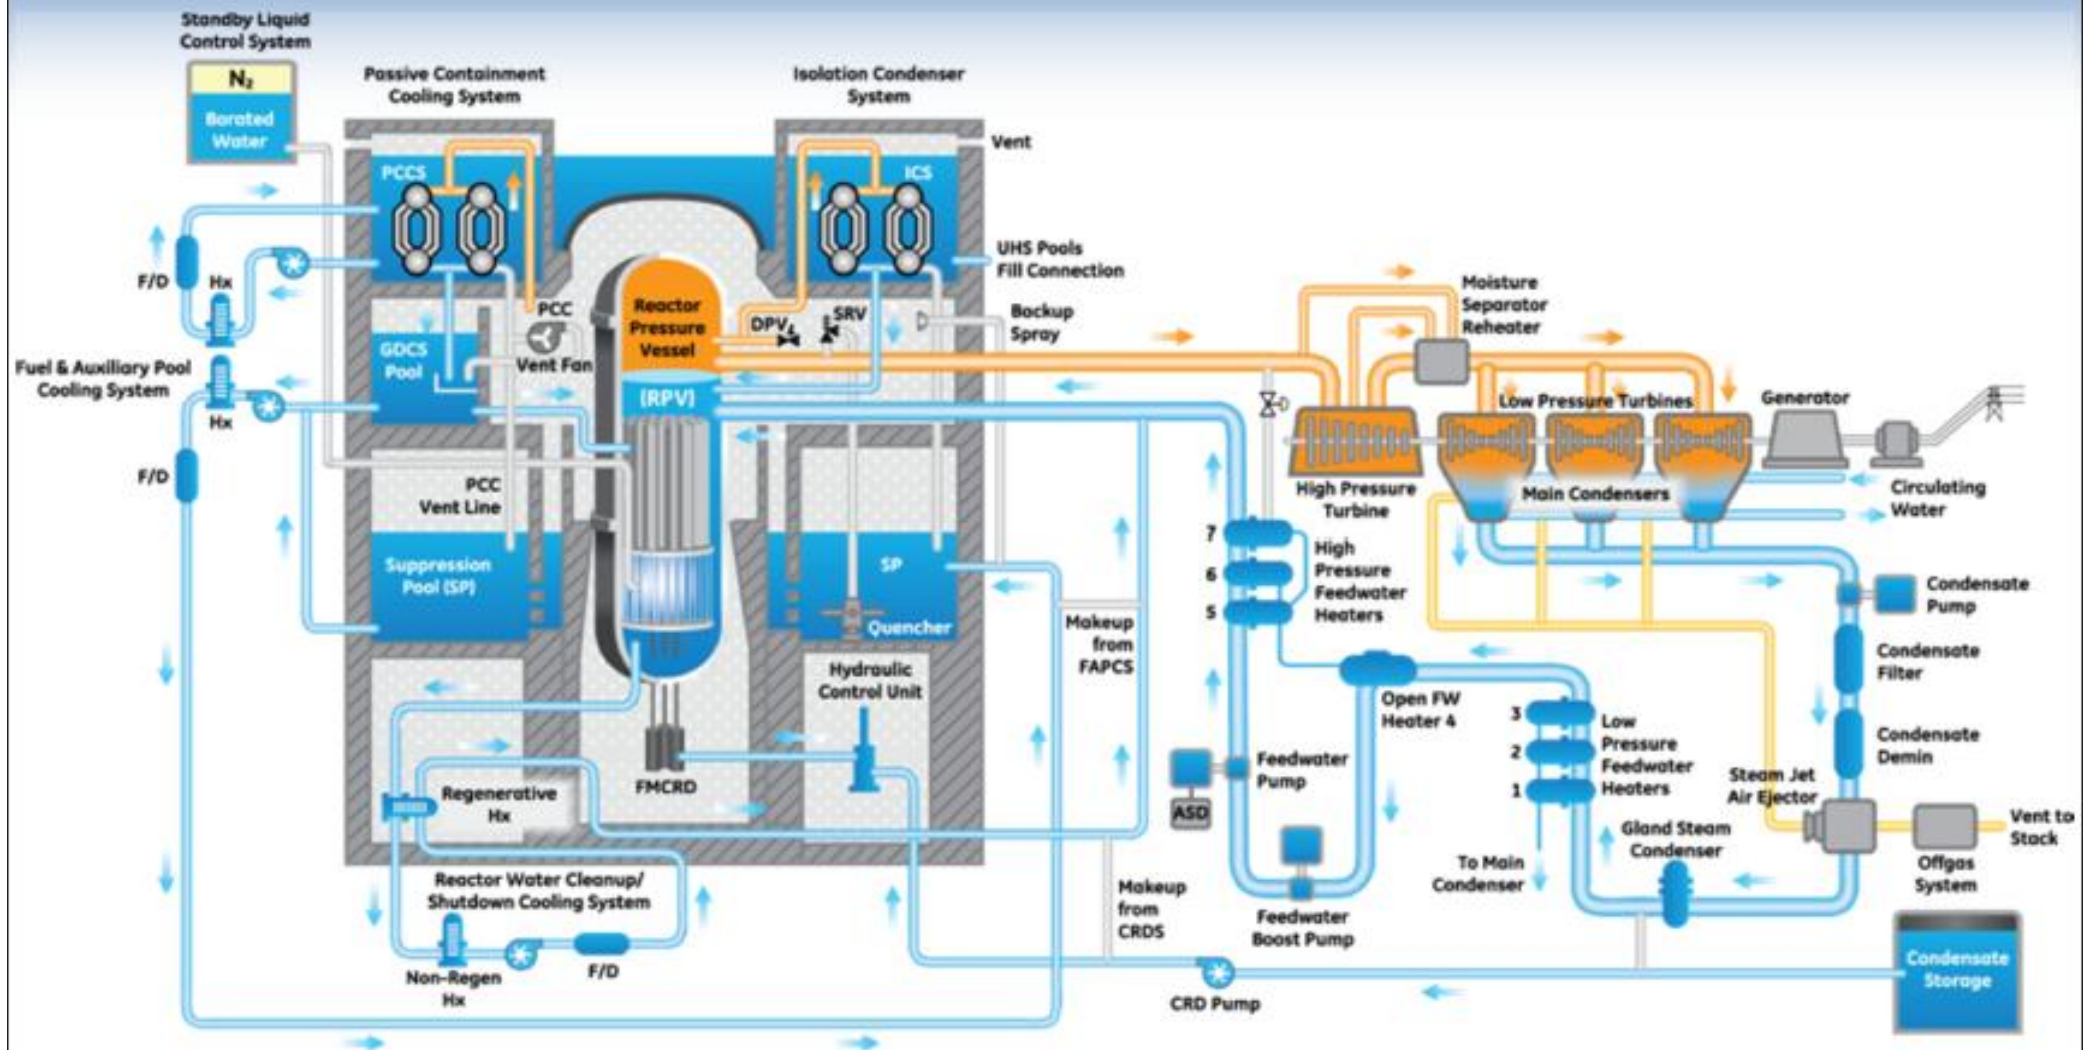 Standby Liquid
Control System
N₂
Borated
Water
Passive Containment
Cooling System
Isolation Condenser
System
Vent
PCCS
ICS
F/D
Hx
UHS Pools
Fill Connection
Reactor
Pressure
Vessel
(RPV)
PCC
Vent Fan
DPV
SRV
Backup
Spray
GDCS
Pool
Fuel & Auxiliary Pool
Cooling System
Hx
F/D
PCC
Vent Line
Suppression
Pool (SP)
SP
Quencher
Hydraulic
Control Unit
FMCRD
Regenerative
Hx
Reactor Water Cleanup/
Shutdown Cooling System
Non-Regen
Hx
F/D
Makeup
from
FAPCS
Makeup
from
CRDS
CRD Pump
Moisture
Separator
Reheater
Low Pressure Turbines
Generator
High Pressure
Turbine
Main Condensers
Circulating
Water
7
6
5
High
Pressure
Feedwater
Heaters
Condensate
Pump
Condensate
Filter
Condensate
Demin
Open FW
Heater 4
3
2
1
Low
Pressure
Feedwater
Heaters
Feedwater
Pump
ASD
Steam Jet
Air Ejector
Gland Steam
Condenser
Vent to
Stack
Offgas
System
To Main
Condenser
Feedwater
Boost Pump
Condensate
Storage